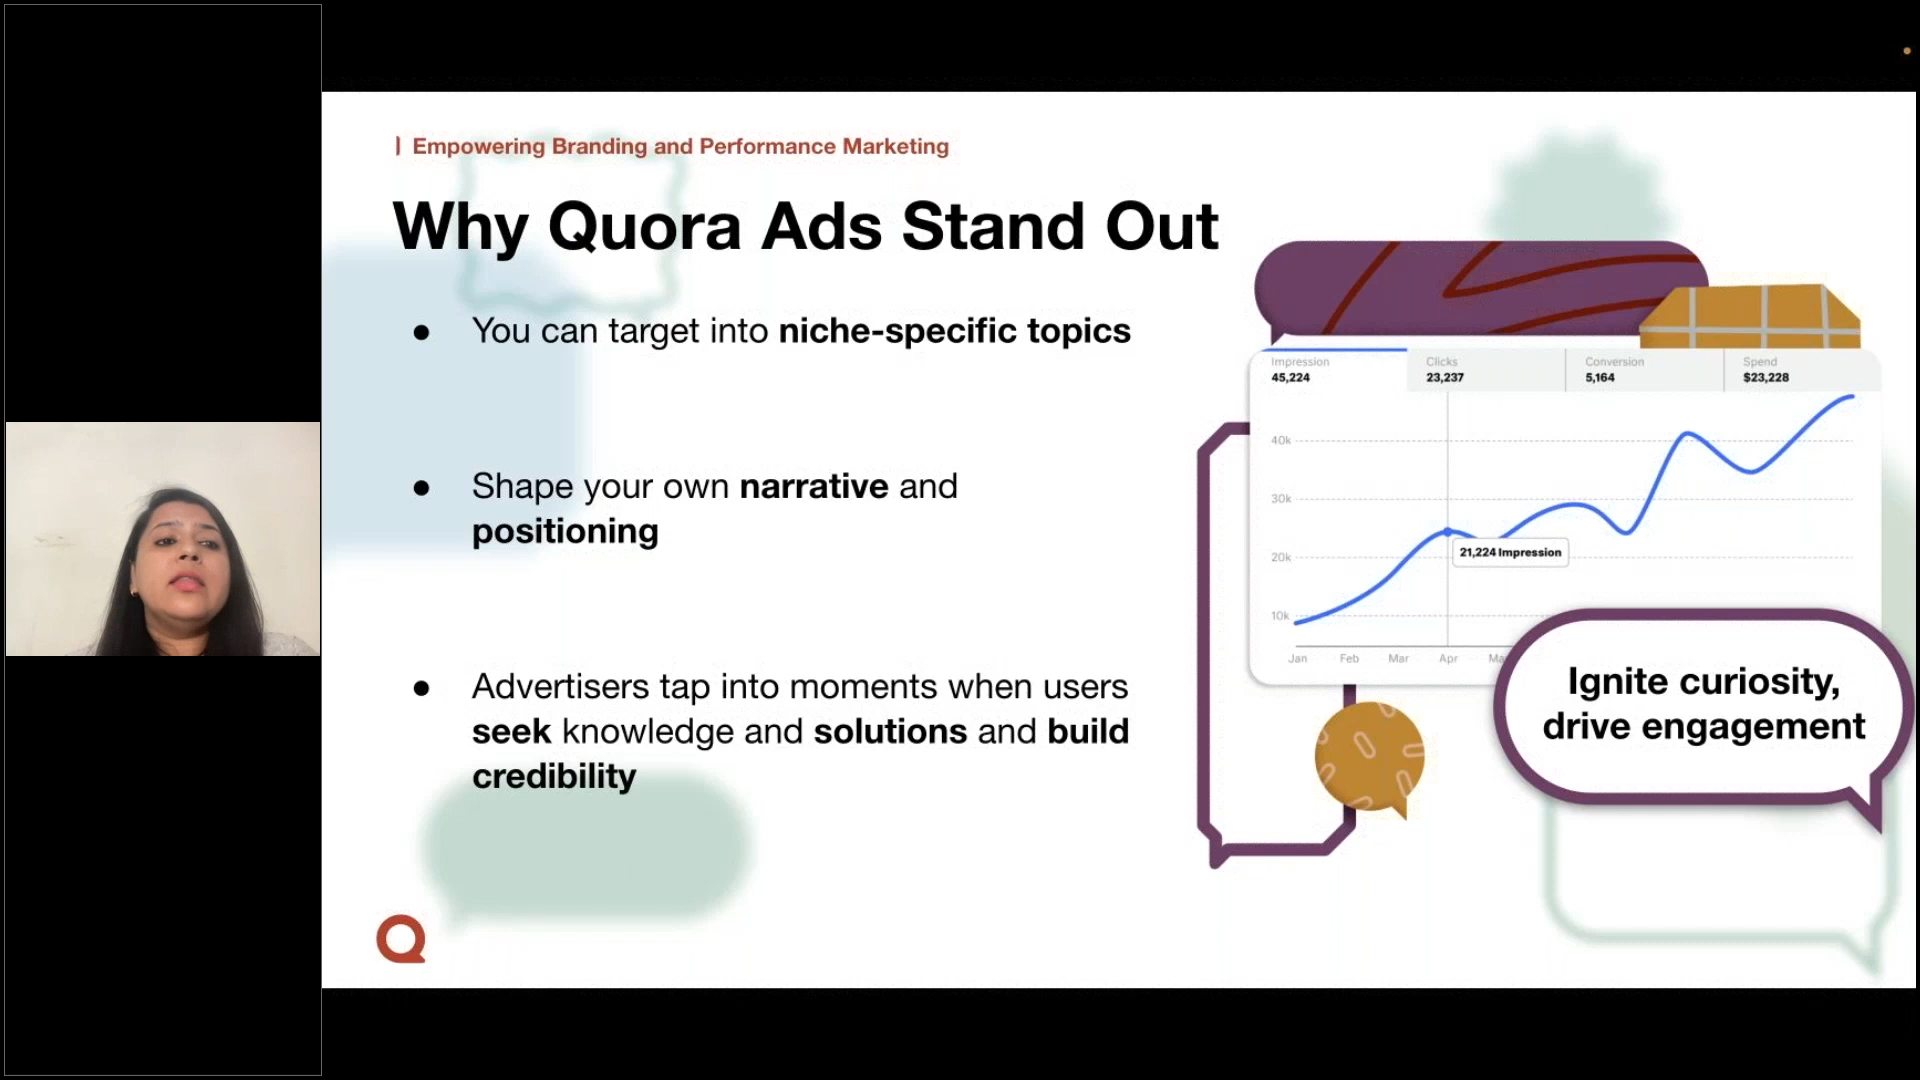 Empowering Branding and Performance Marketing
Why Quora Ads Stand Out
● You can target into niche-specific topics
● Shape your own narrative and
positioning
● Advertisers tap into moments when users
seek knowledge and solutions and build
credibility
Impression
45,224
Clicks
23,237
Conversion
5,164
Spend
$23,228
40k
30k
20k
10k
21,224 Impression
Jan Feb Mar Apr
Ignite curiosity,
drive engagement
Q